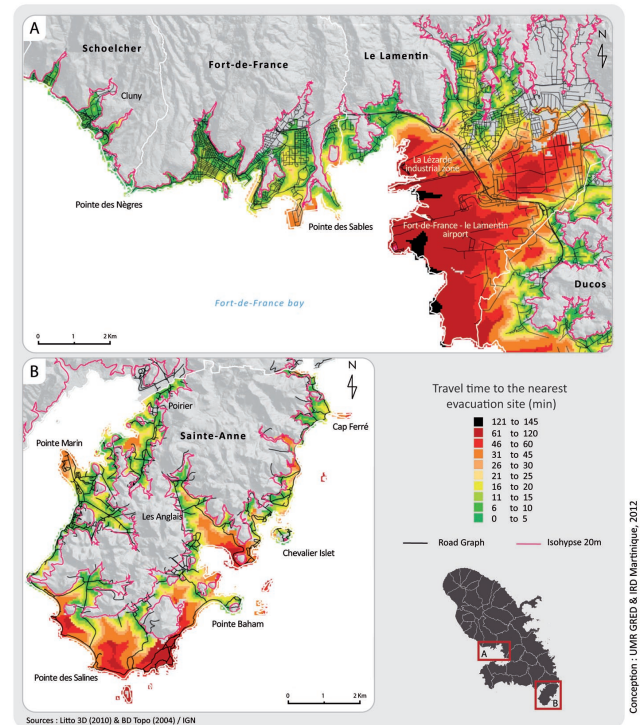 A
Schoelcher
Fort-de-France
Le Lamentin
N
Cluny
La Lézarde
industrial zone
Pointe des Nègres
Pointe des Sables
Fort-de-France - le Lamentin
airport
Ducos
Fort-de-France bay
0 1 2 Km
B
N
Poirier
Sainte-Anne
Cap Ferré
Pointe Marin
Les Anglais
Chevalier Islet
Pointe Baham
Pointe des Salines
0 1 2 Km
Travel time to the nearest
evacuation site (min)
121 to 145
61 to 120
46 to 60
31 to 45
26 to 30
21 to 25
16 to 20
11 to 15
6 to 10
0 to 5
Road Graph
Isohypse 20m
A
B
Sources : Litto 3D (2010) & BD Topo (2004) / IGN
Conception : UMR GRED & IRD Martinique, 2012